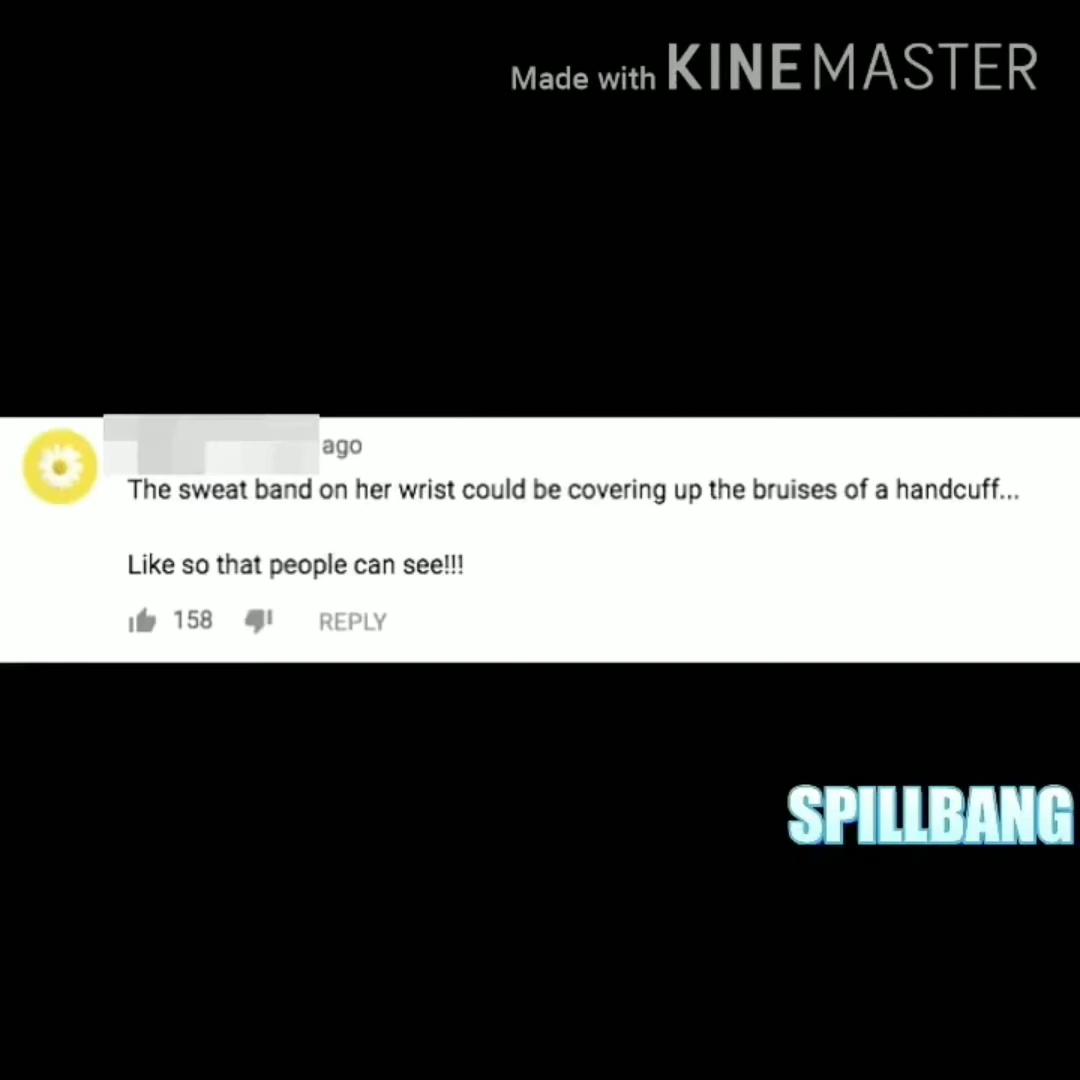 Made with KINEMASTER
ago
The sweat band on her wrist could be covering up the bruises of a handcuff...
Like so that people can see!!!
158 REPLY
SPILLBANG